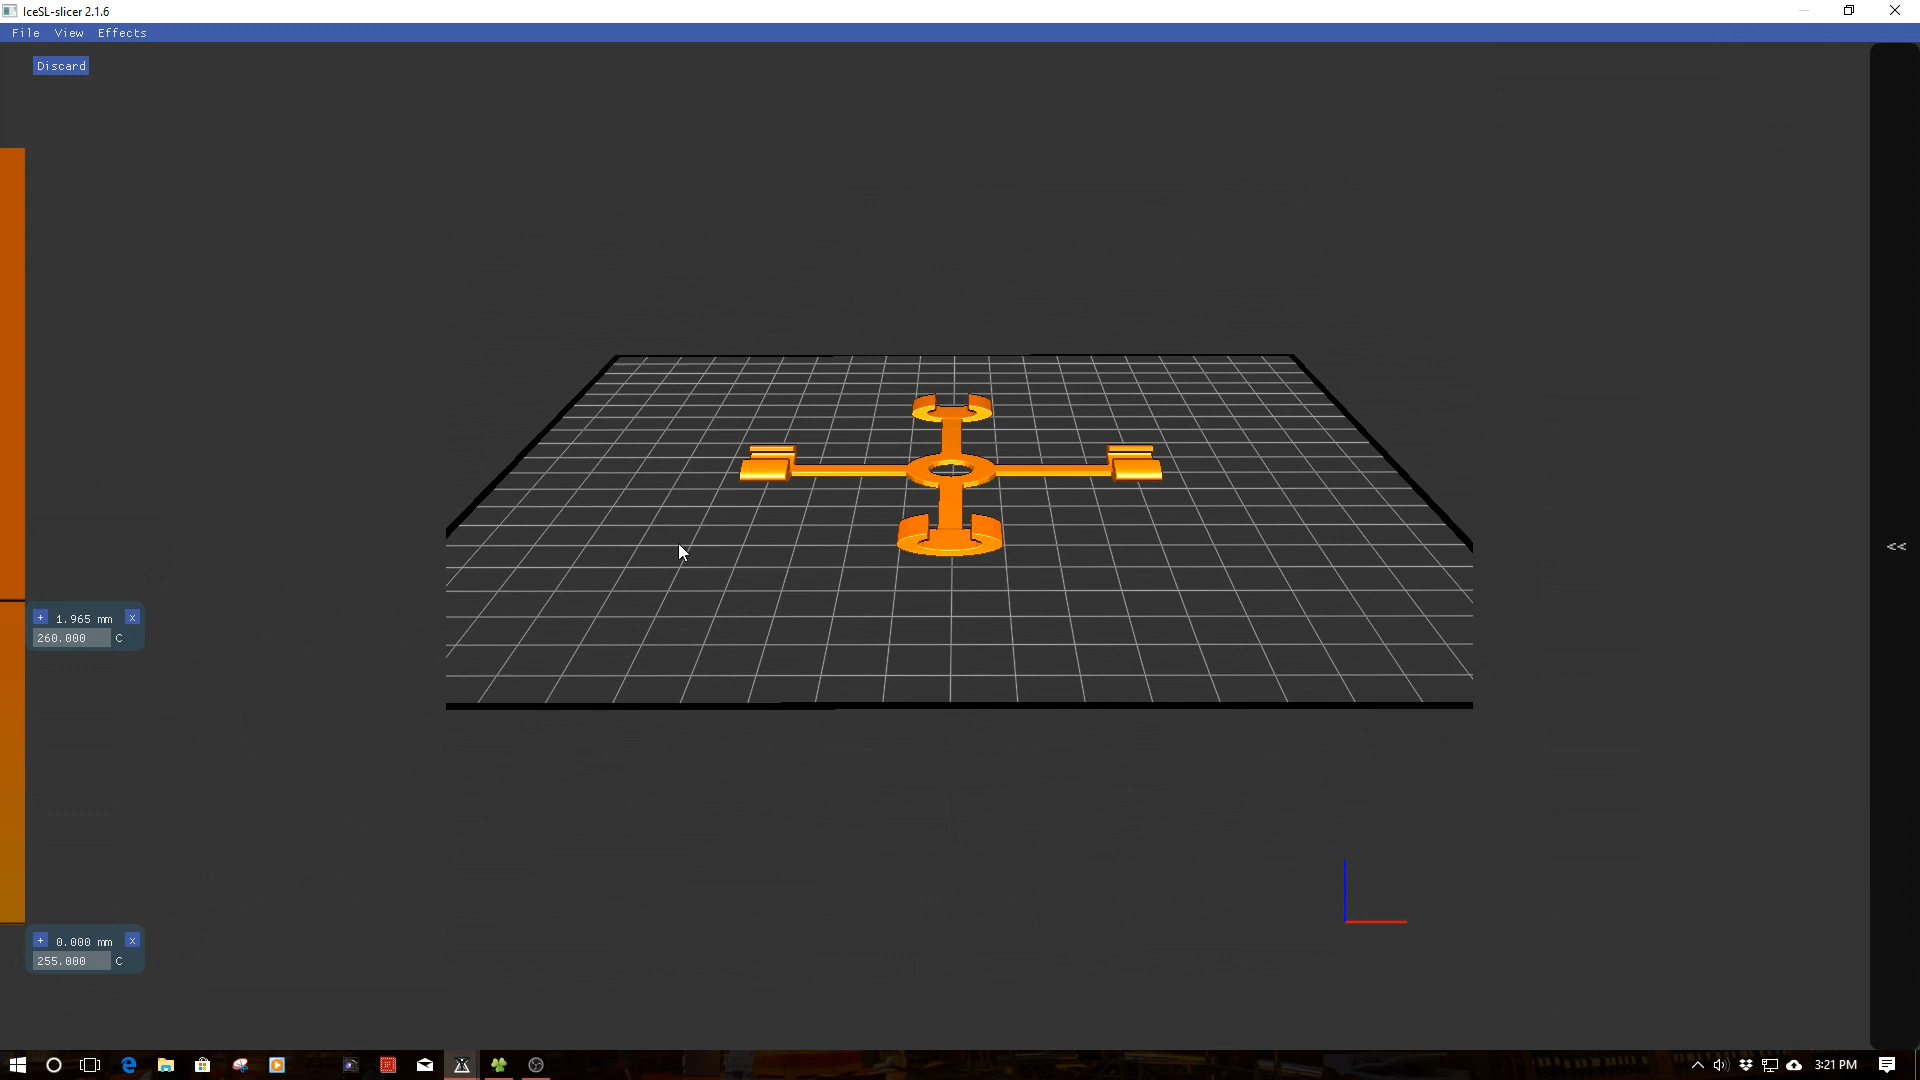 IceSL-slicer 2.1.6
File View Effects
Discard
<<
+ 1.965 mm x
260.000 C
+ 0.000 mm x
255.000 C
3:21 PM